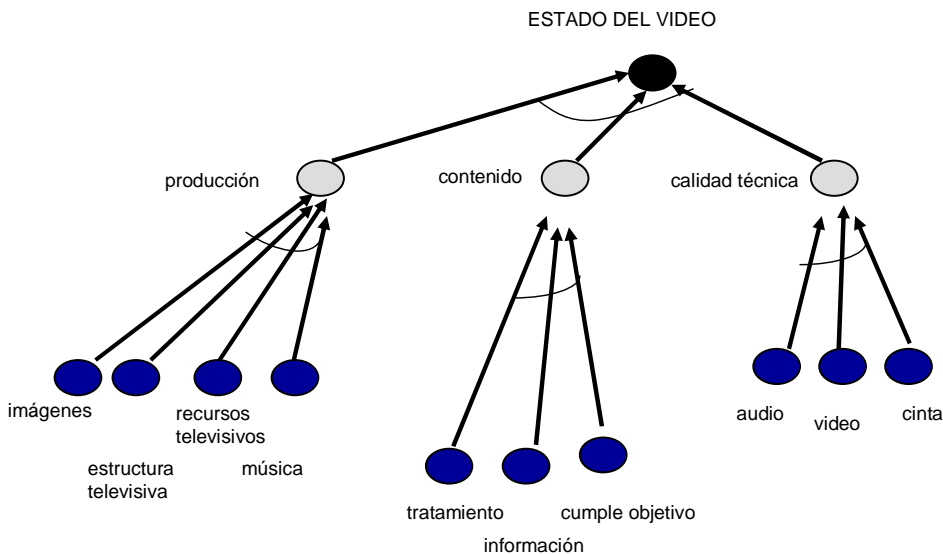 ESTADO DEL VIDEO
producción
contenido
calidad técnica
imágenes
recursos
televisivos
estructura
televisiva
música
audio
video
cinta
tratamiento
cumple objetivo
información